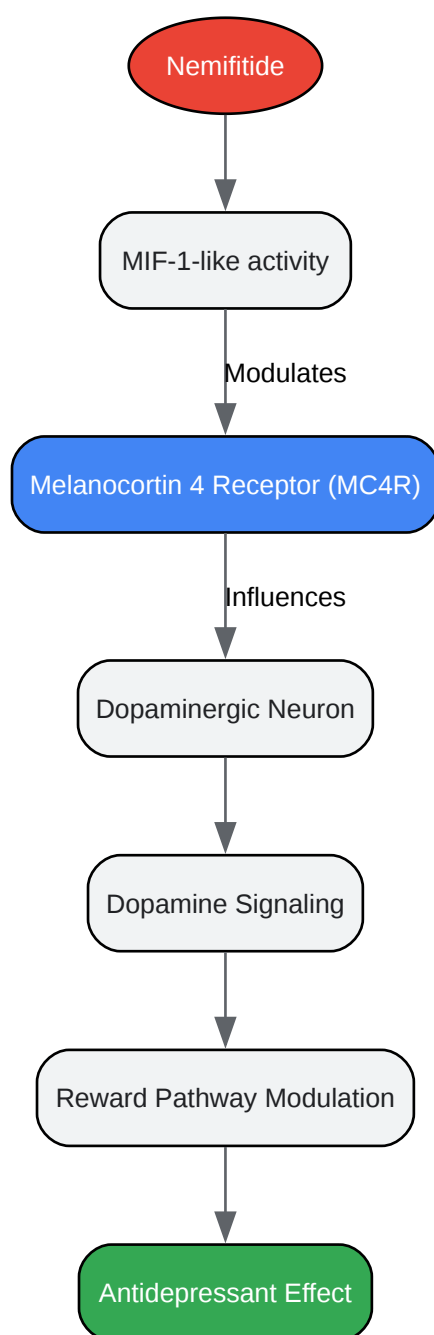 Nemifitide
MIF-1-like activity
Modulates
Melanocortin 4 Receptor (MC4R)
Influences
Dopaminergic Neuron
Dopamine Signaling
Reward Pathway Modulation
Antidepressant Effect